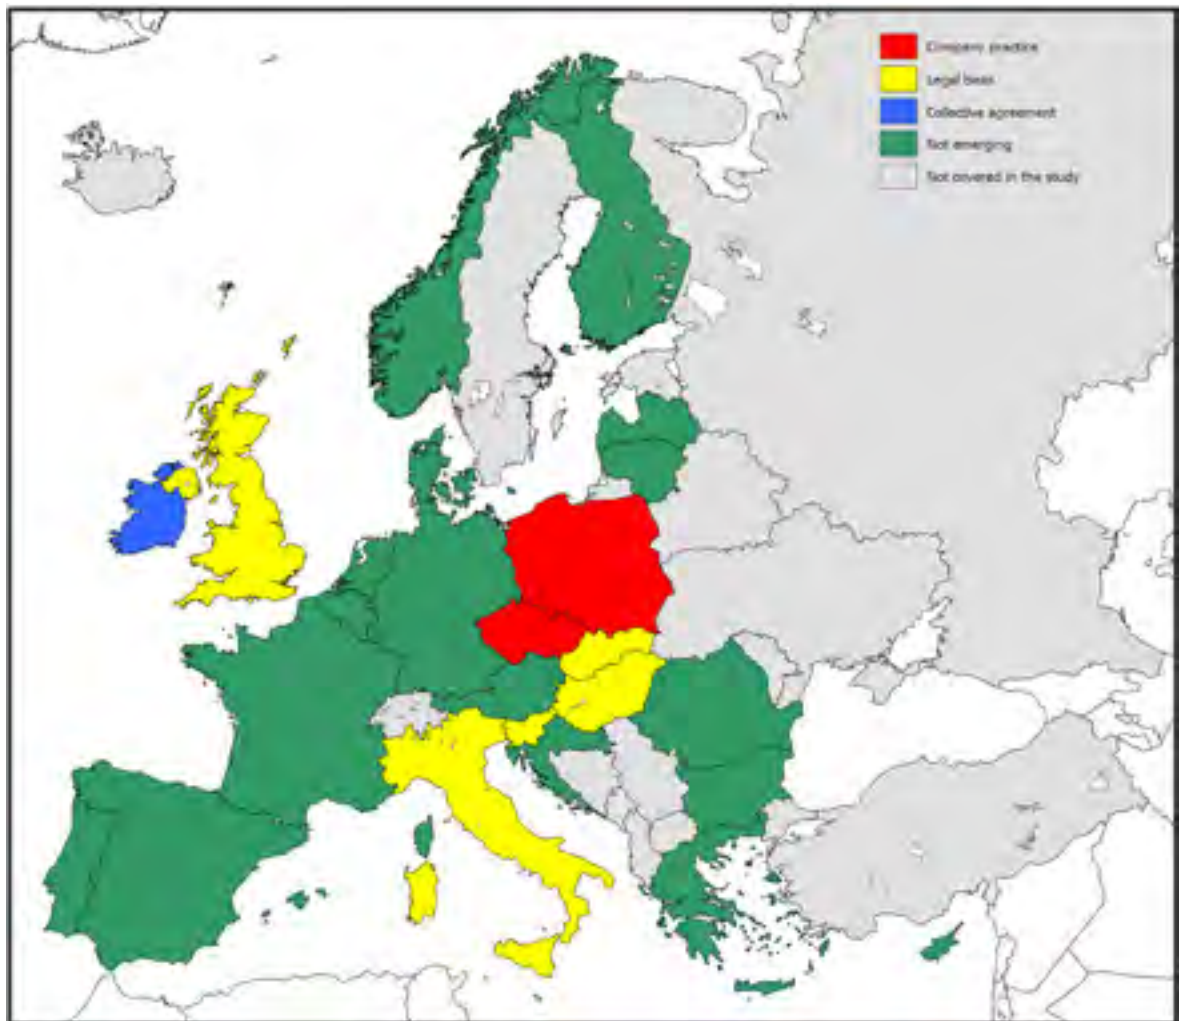 Company practice
Legal basis
Collective agreement
Not emerging
Not covered in the study